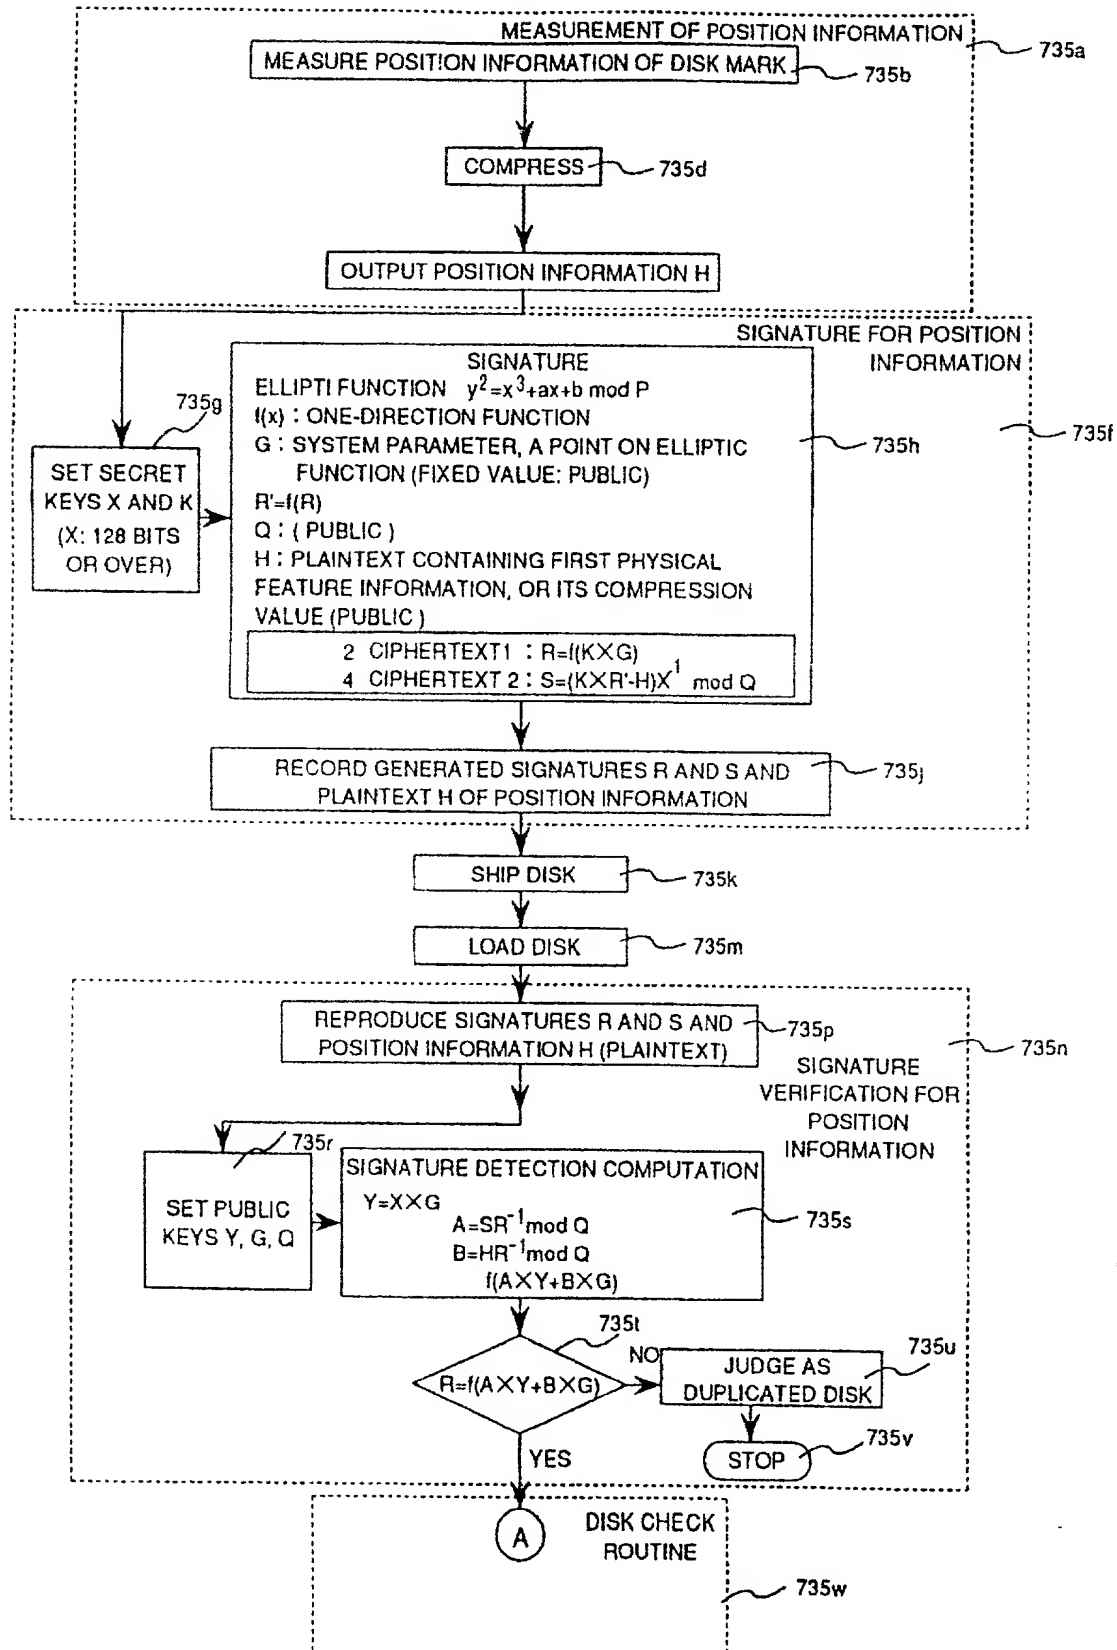 MEASUREMENT OF POSITION INFORMATION
735a
MEASURE POSITION INFORMATION OF DISK MARK
735b
COMPRESS
735d
OUTPUT POSITION INFORMATION H
SIGNATURE FOR POSITION
INFORMATION
735f
735g
SET SECRET
KEYS X AND K
(X: 128 BITS
OR OVER)
SIGNATURE
ELLIPTI FUNCTION y²=x³+ax+b mod P
f(x) : ONE-DIRECTION FUNCTION
G : SYSTEM PARAMETER, A POINT ON ELLIPTIC
FUNCTION (FIXED VALUE: PUBLIC)
R'=f(R)
Q : ( PUBLIC )
H : PLAINTEXT CONTAINING FIRST PHYSICAL
FEATURE INFORMATION, OR ITS COMPRESSION
VALUE (PUBLIC )
2 CIPHERTEXT1 : R=f(K×G)
4 CIPHERTEXT 2 : S=(K×R'-H)X¹ mod Q
735h
RECORD GENERATED SIGNATURES R AND S AND
PLAINTEXT H OF POSITION INFORMATION
735j
SHIP DISK
735k
LOAD DISK
735m
REPRODUCE SIGNATURES R AND S AND
POSITION INFORMATION H (PLAINTEXT)
735p
735n
SIGNATURE
VERIFICATION FOR
POSITION
INFORMATION
735r
SET PUBLIC
KEYS Y, G, Q
SIGNATURE DETECTION COMPUTATION
Y=X×G
A=SR⁻¹ mod Q
B=HR⁻¹ mod Q
f(A×Y+B×G)
735s
735t
R=f(A×Y+B×G)
NO
JUDGE AS
DUPLICATED DISK
735u
STOP
735v
YES
A
DISK CHECK
ROUTINE
735w